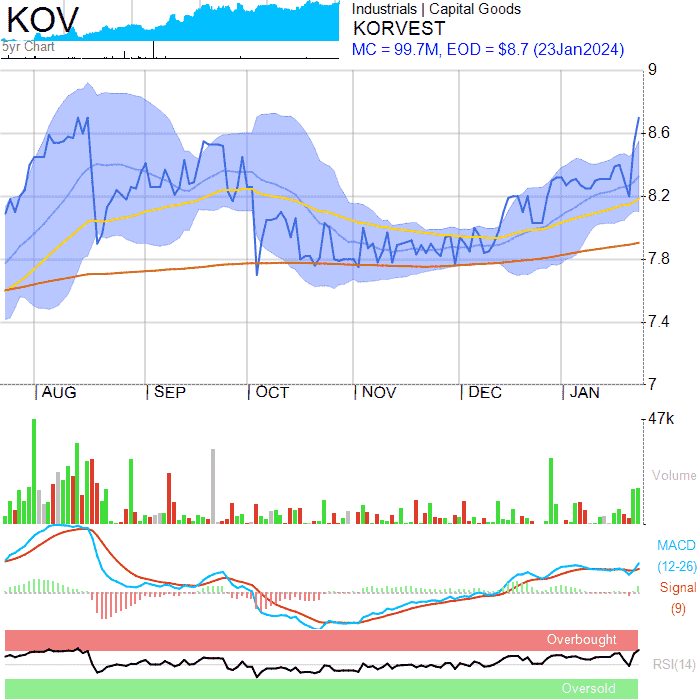 KOV
5yr Chart
Industrials | Capital Goods
KORVEST
MC = 99.7M, EOD = $8.7 (23Jan2024)
9
8.6
8.2
7.8
7.4
7
AUG SEP OCT NOV DEC JAN
47k
Volume
MACD
(12-26)
Signal
(9)
Overbought
RSI(14)
Oversold